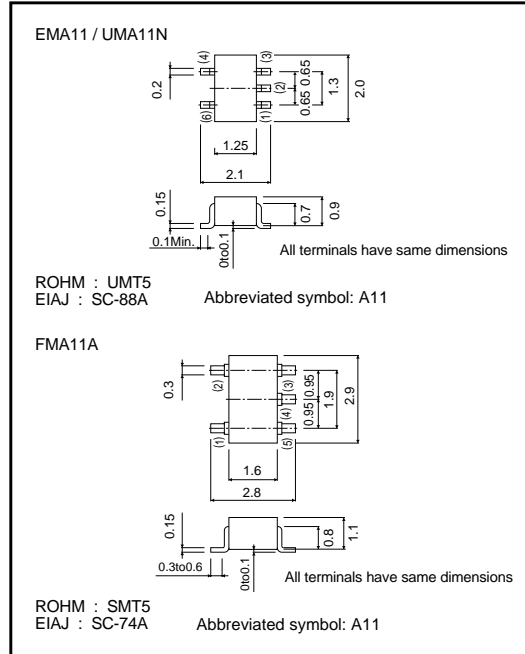 EMA11 / UMA11N
(4)
(3)
0.2
(2)
0.65
0.65
1.3
2.0
(6)
(1)
1.25
2.1
0.15
0.7
0.9
0.1Min.
0to0.1
All terminals have same dimensions
ROHM : UMT5
EIAJ : SC-88A
Abbreviated symbol: A11
FMA11A
0.3
(2)
(3)
0.95
0.95
1.9
2.9
(4)
(1)
(5)
1.6
2.8
0.15
0.8
1.1
0.3to0.6
0to0.1
All terminals have same dimensions
ROHM : SMT5
EIAJ : SC-74A
Abbreviated symbol: A11